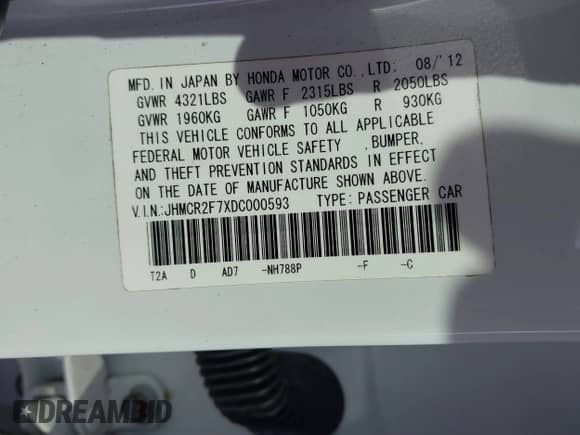 MFD. IN JAPAN BY HONDA MOTOR CO., LTD. 08/'12
GVWR 4321LBS GAWR F 2315LBS R 2050LBS
GVWR 1960KG GAWR F 1050KG R 930KG
THIS VEHICLE CONFORMS TO ALL APPLICABLE
FEDERAL MOTOR VEHICLE SAFETY , BUMPER,
AND THEFT PREVENTION STANDARDS IN EFFECT
ON THE DATE OF MANUFACTURE SHOWN ABOVE.
V.I.N.:JHMCR2F7XDC000593 TYPE: PASSENGER CAR
T2A D AD7 -NH788P -F -C
DREAMBID